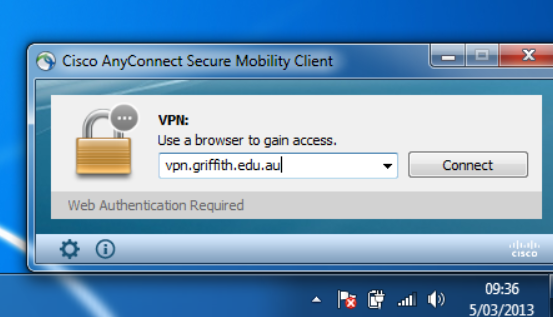 Cisco AnyConnect Secure Mobility Client
VPN:
Use a browser to gain access.
vpn.griffith.edu.au
Connect
Web Authentication Required
cisco
09:36
5/03/2013